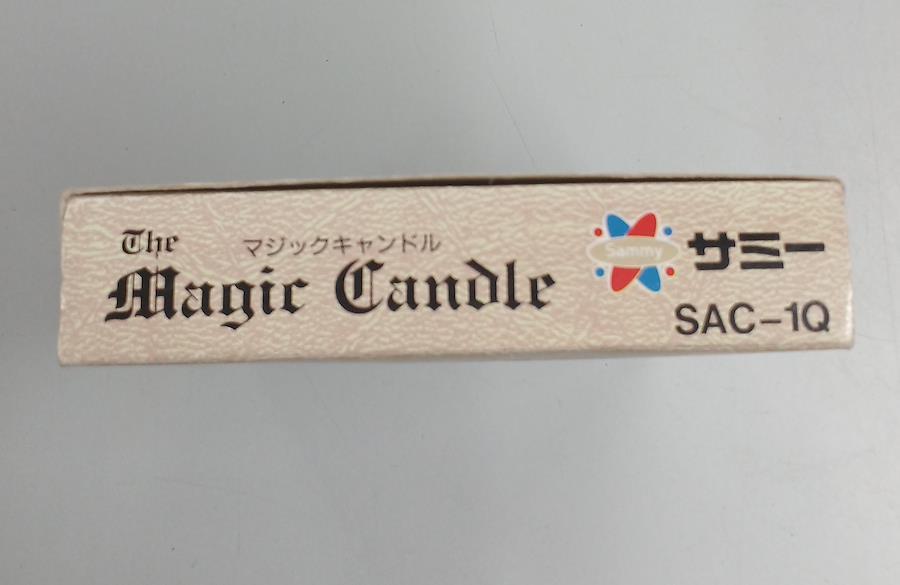 The
マジックキャンドル
Magic Candle
Sammy
サミー
SAC-1Q